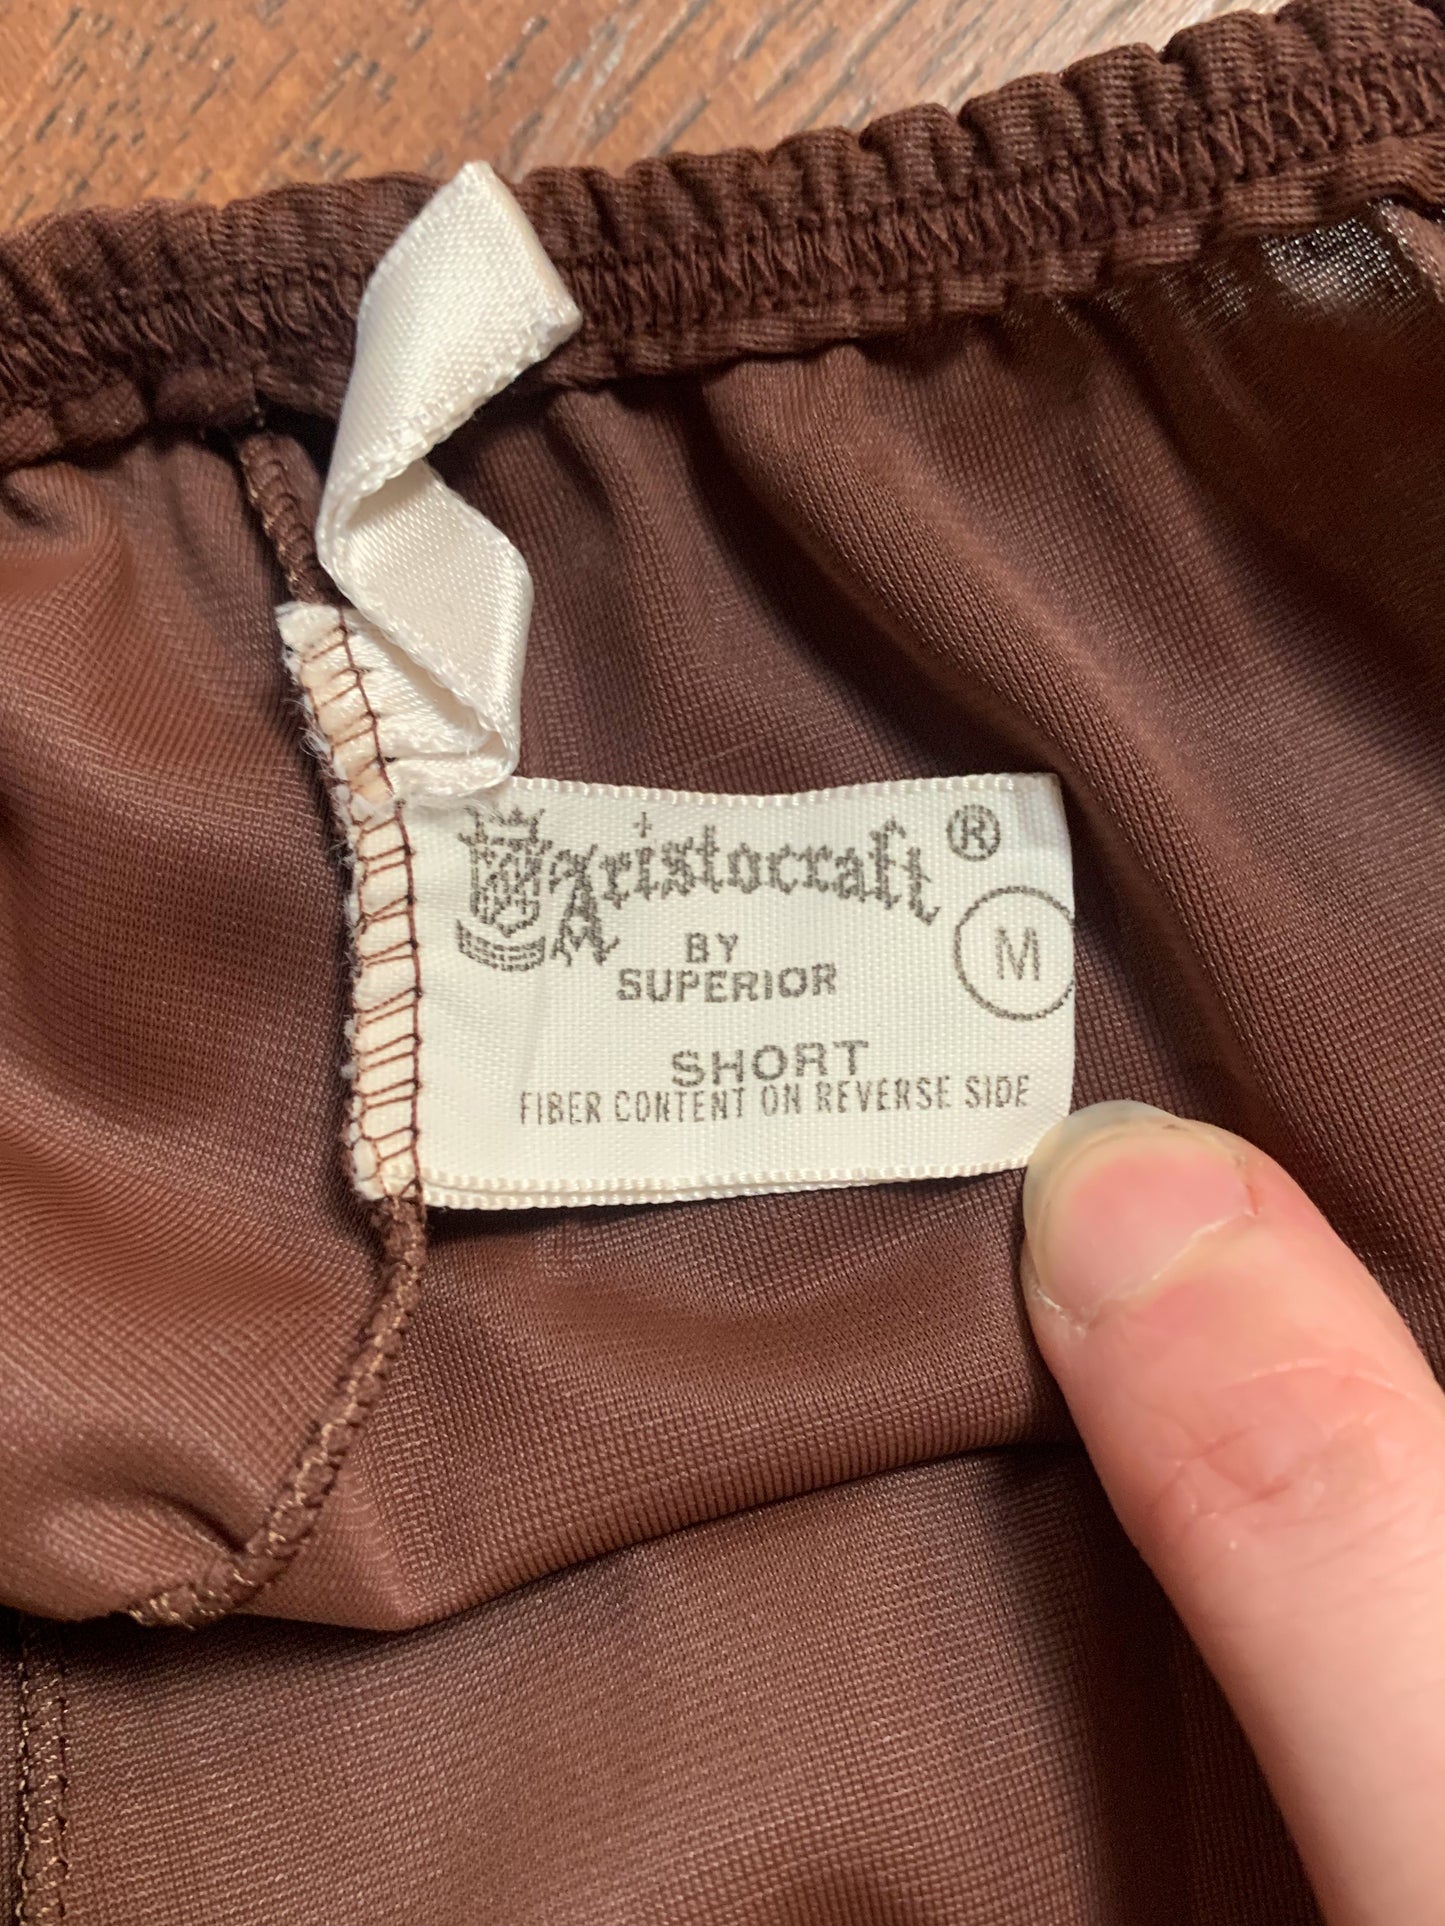 Aristocraft ®
BY
SUPERIOR
M
SHORT
FIBER CONTENT ON REVERSE SIDE